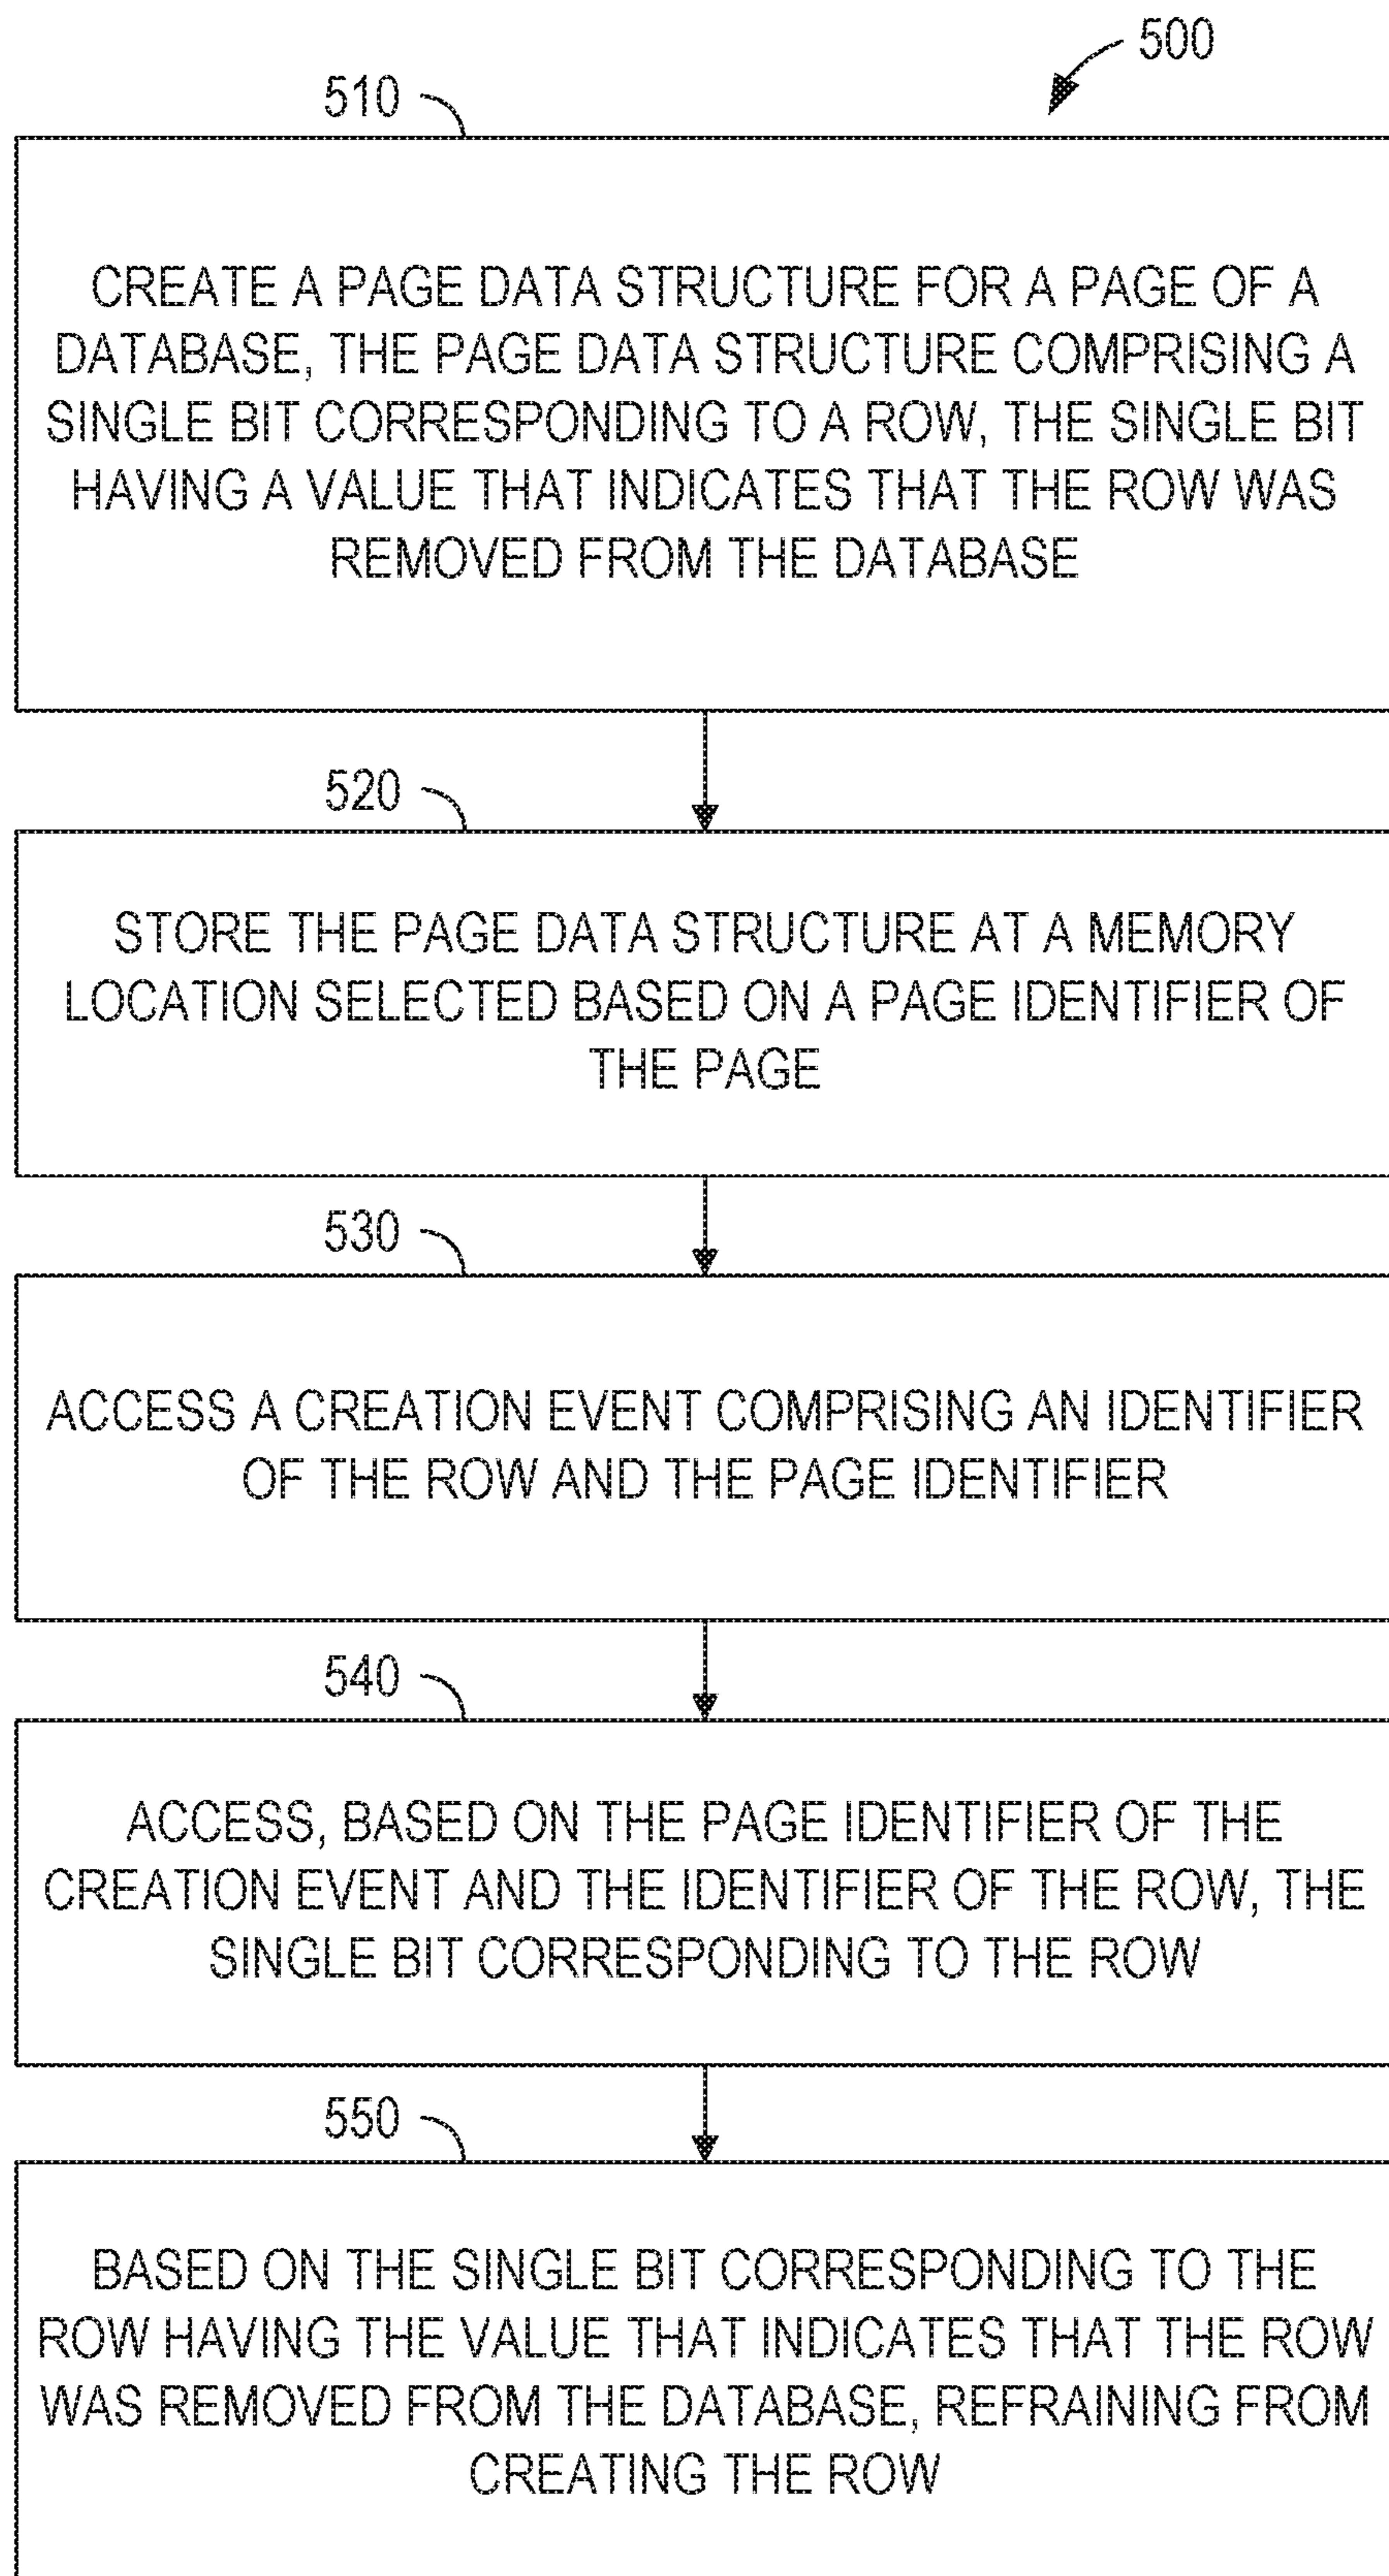 500
510
CREATE A PAGE DATA STRUCTURE FOR A PAGE OF A
DATABASE, THE PAGE DATA STRUCTURE COMPRISING A
SINGLE BIT CORRESPONDING TO A ROW, THE SINGLE BIT
HAVING A VALUE THAT INDICATES THAT THE ROW WAS
REMOVED FROM THE DATABASE
520
STORE THE PAGE DATA STRUCTURE AT A MEMORY
LOCATION SELECTED BASED ON A PAGE IDENTIFIER OF
THE PAGE
530
ACCESS A CREATION EVENT COMPRISING AN IDENTIFIER
OF THE ROW AND THE PAGE IDENTIFIER
540
ACCESS, BASED ON THE PAGE IDENTIFIER OF THE
CREATION EVENT AND THE IDENTIFIER OF THE ROW, THE
SINGLE BIT CORRESPONDING TO THE ROW
550
BASED ON THE SINGLE BIT CORRESPONDING TO THE
ROW HAVING THE VALUE THAT INDICATES THAT THE ROW
WAS REMOVED FROM THE DATABASE, REFRAINING FROM
CREATING THE ROW